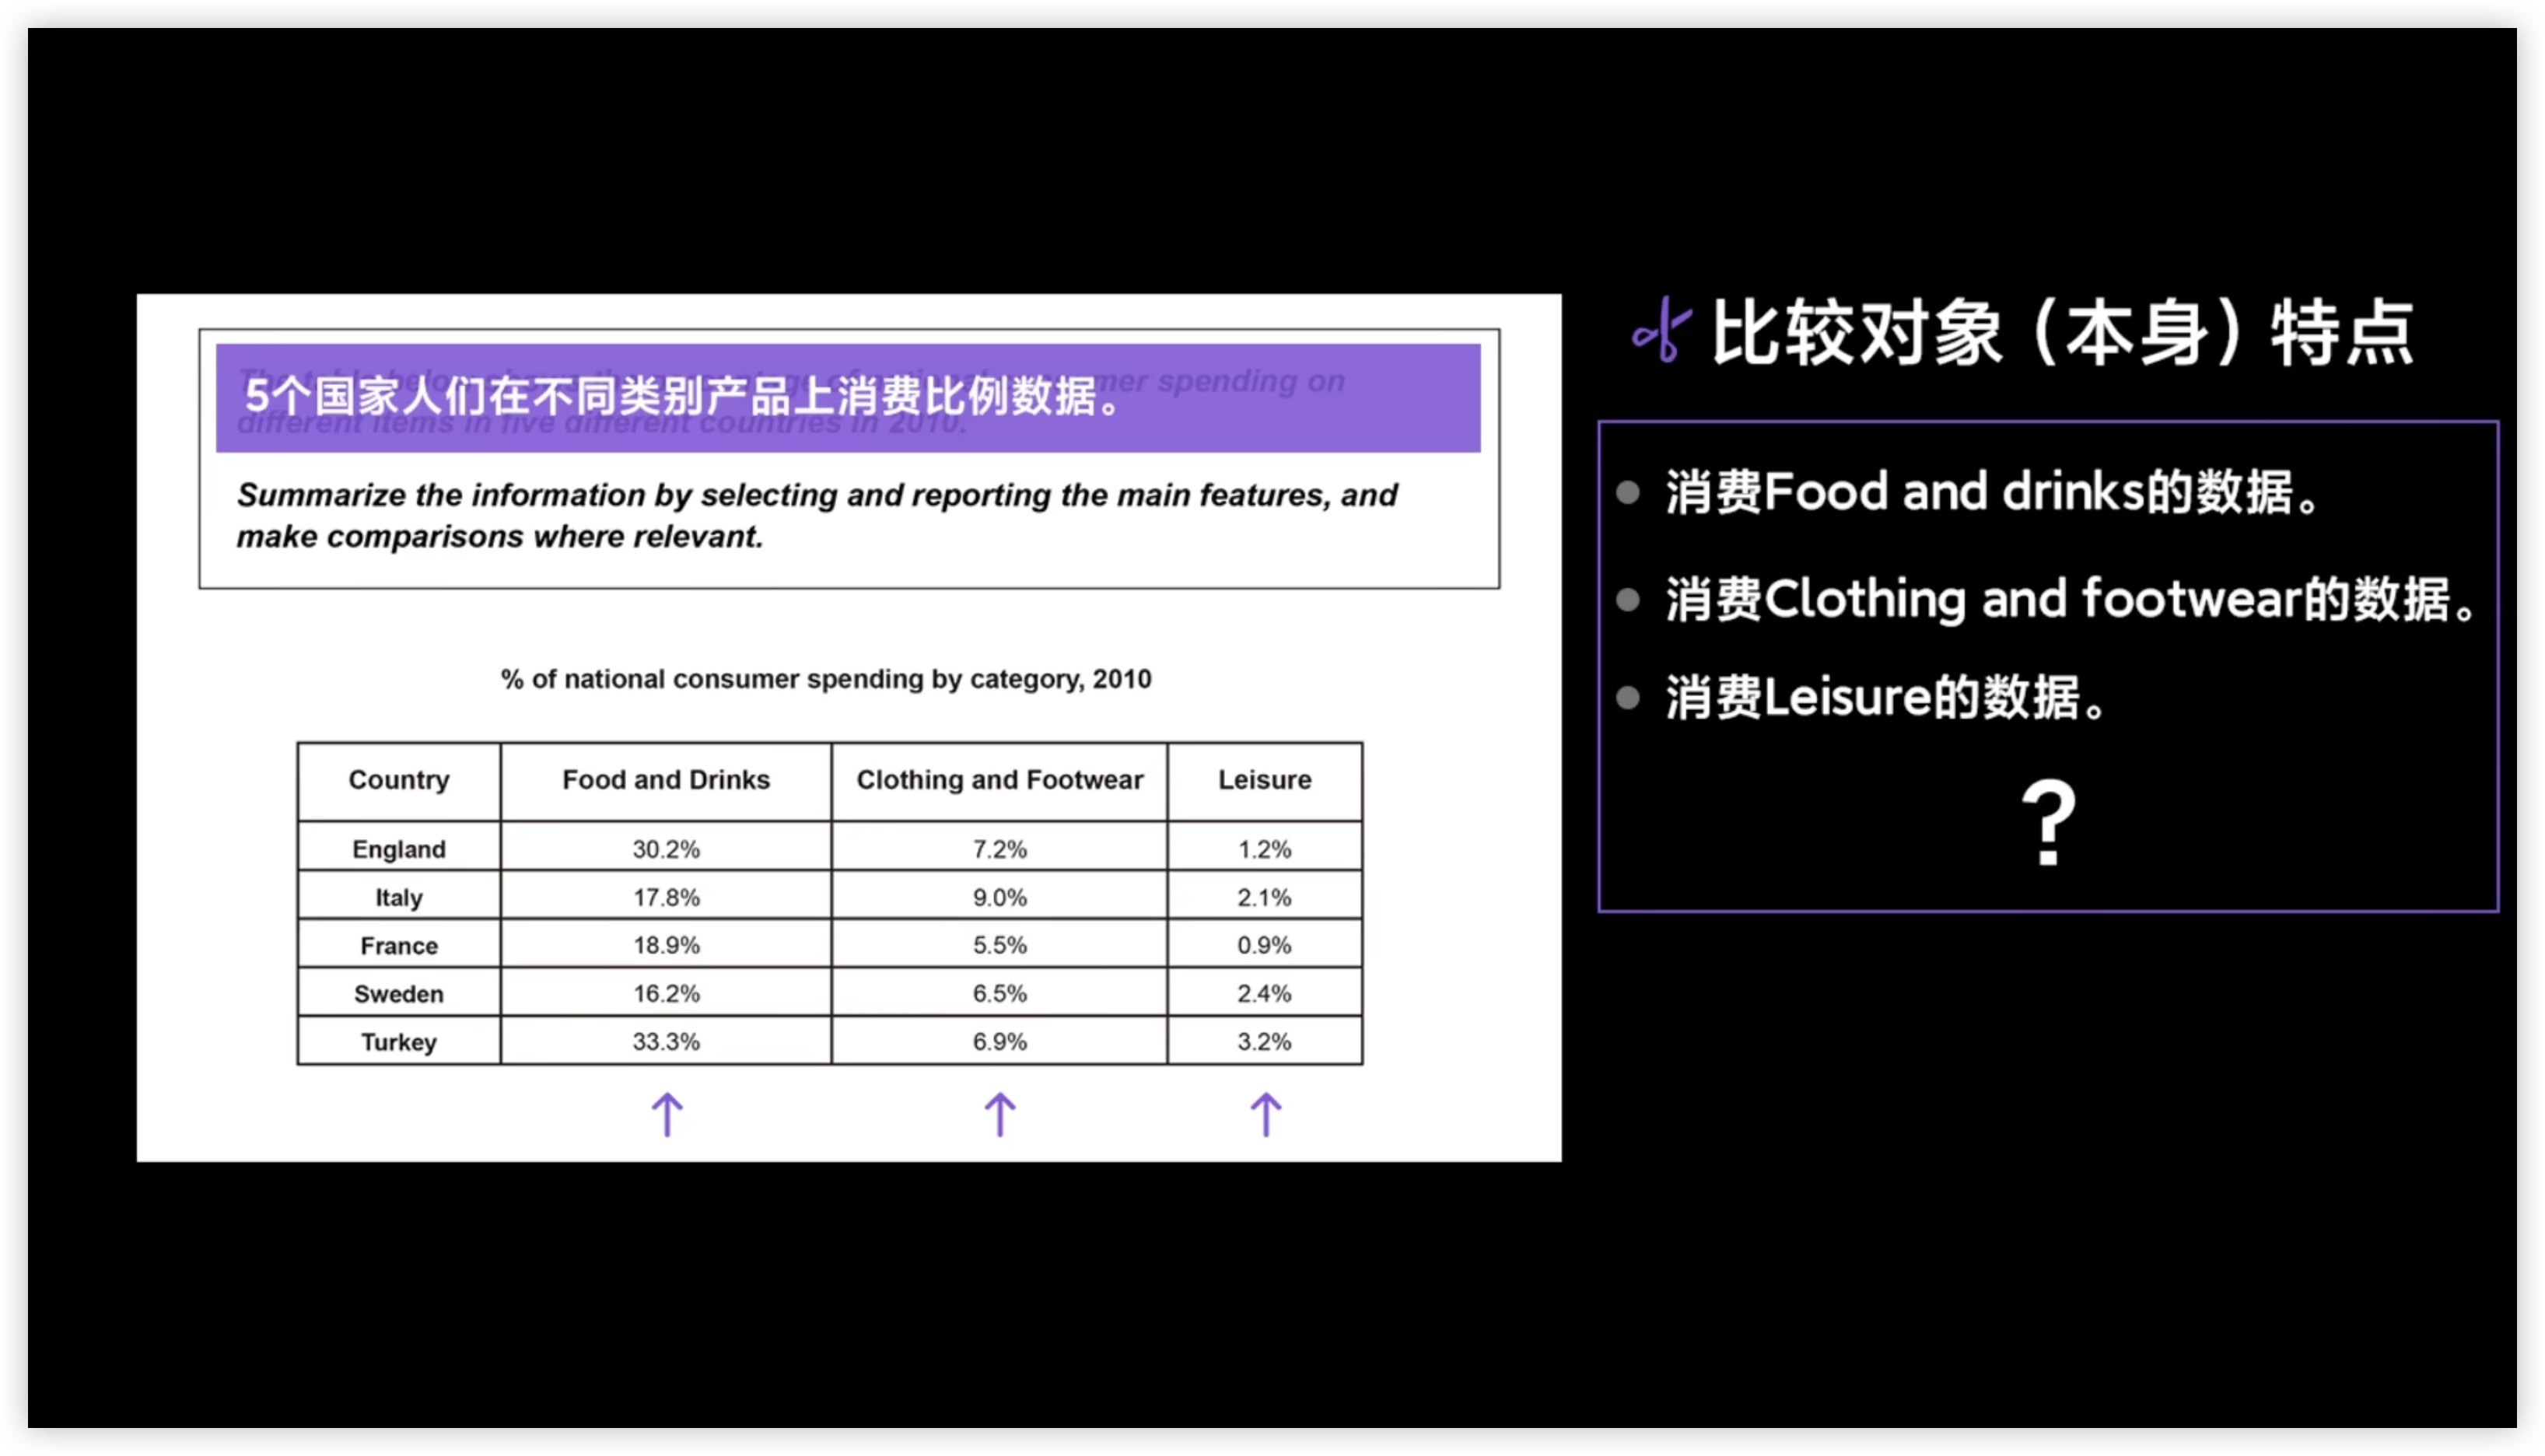 5个国家人们在不同类别产品上消费比例数据。
mer spending on
different items in five different countries in 2010.
Summarize the information by selecting and reporting the main features, and
make comparisons where relevant.
% of national consumer spending by category, 2010
Country Food and Drinks Clothing and Footwear Leisure
England 30.2% 7.2% 1.2%
Italy 17.8% 9.0% 2.1%
France 18.9% 5.5% 0.9%
Sweden 16.2% 6.5% 2.4%
Turkey 33.3% 6.9% 3.2%
比较对象（本身）特点
消费Food and drinks的数据。
消费Clothing and footwear的数据。
消费Leisure的数据。
?